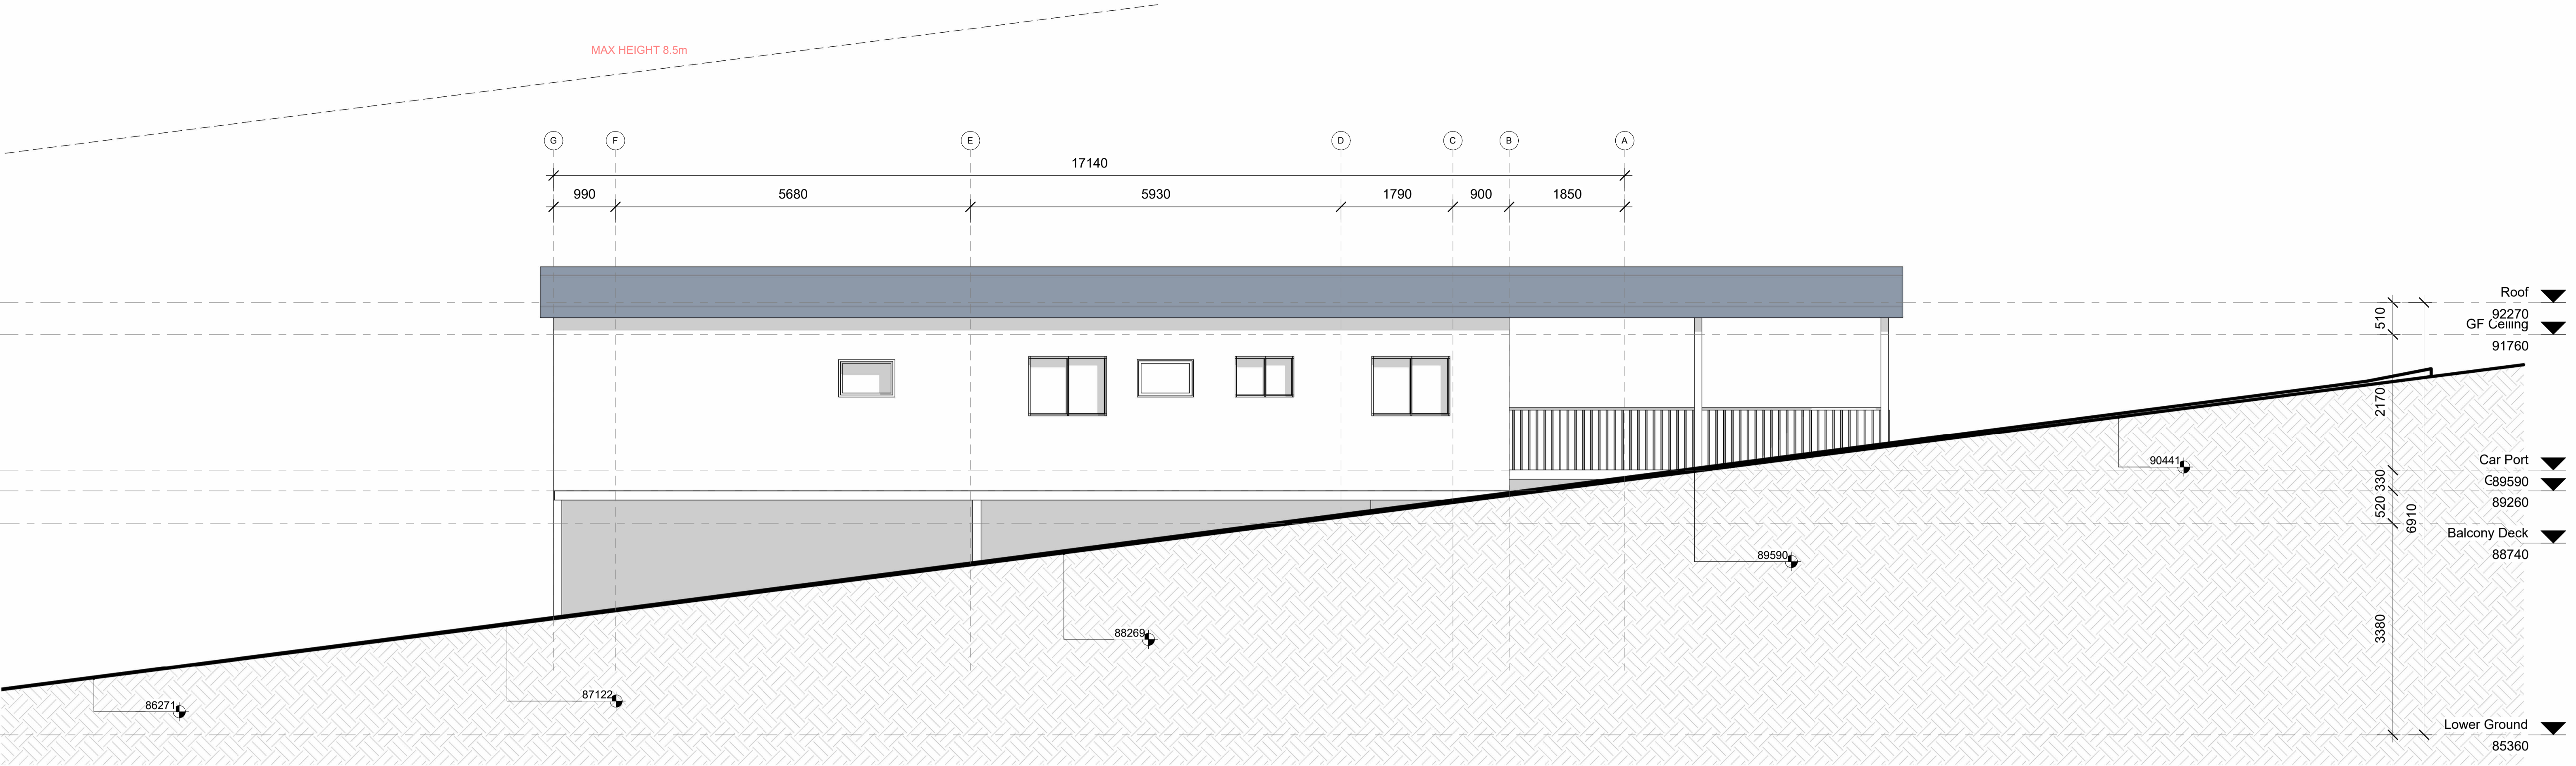 MAX HEIGHT 8.5m
G F E D C B A
17140
990 5680 5930 1790 900 1850
Roof
92270
GF Ceiling
91760
Car Port
89590
89260
Balcony Deck
88740
Lower Ground
85360
510
2170
330
520
6910
3380
90441
89590
88269
87122
86271